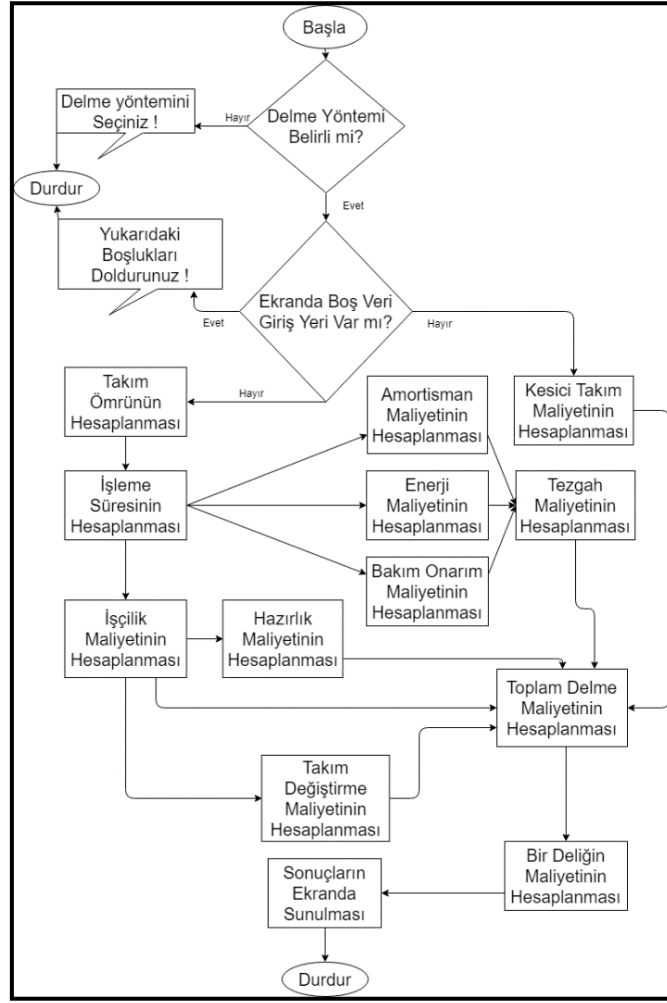 Başla
Delme Yöntemi
Belirli mi?
Hayır
Delme yöntemini
Seçiniz !
Durdur
Evet
Yukarıdaki
Boşlukları
Doldurunuz !
Ekranda Boş Veri
Giriş Yeri Var mı?
Evet
Hayır
Hayır
Takım
Ömrünün
Hesaplanması
Amortisman
Maliyetinin
Hesaplanması
Kesici Takım
Maliyetinin
Hesaplanması
İşleme
Süresinin
Hesaplanması
Enerji
Maliyetinin
Hesaplanması
Tezgah
Maliyetinin
Hesaplanması
Bakım Onarım
Maliyetinin
Hesaplanması
İşçilik
Maliyetinin
Hesaplanması
Hazırlık
Maliyetinin
Hesaplanması
Toplam Delme
Maliyetinin
Hesaplanması
Takım
Değiştirme
Maliyetinin
Hesaplanması
Bir Deliğin
Maliyetinin
Hesaplanması
Sonuçların
Ekranda
Sunulması
Durdur